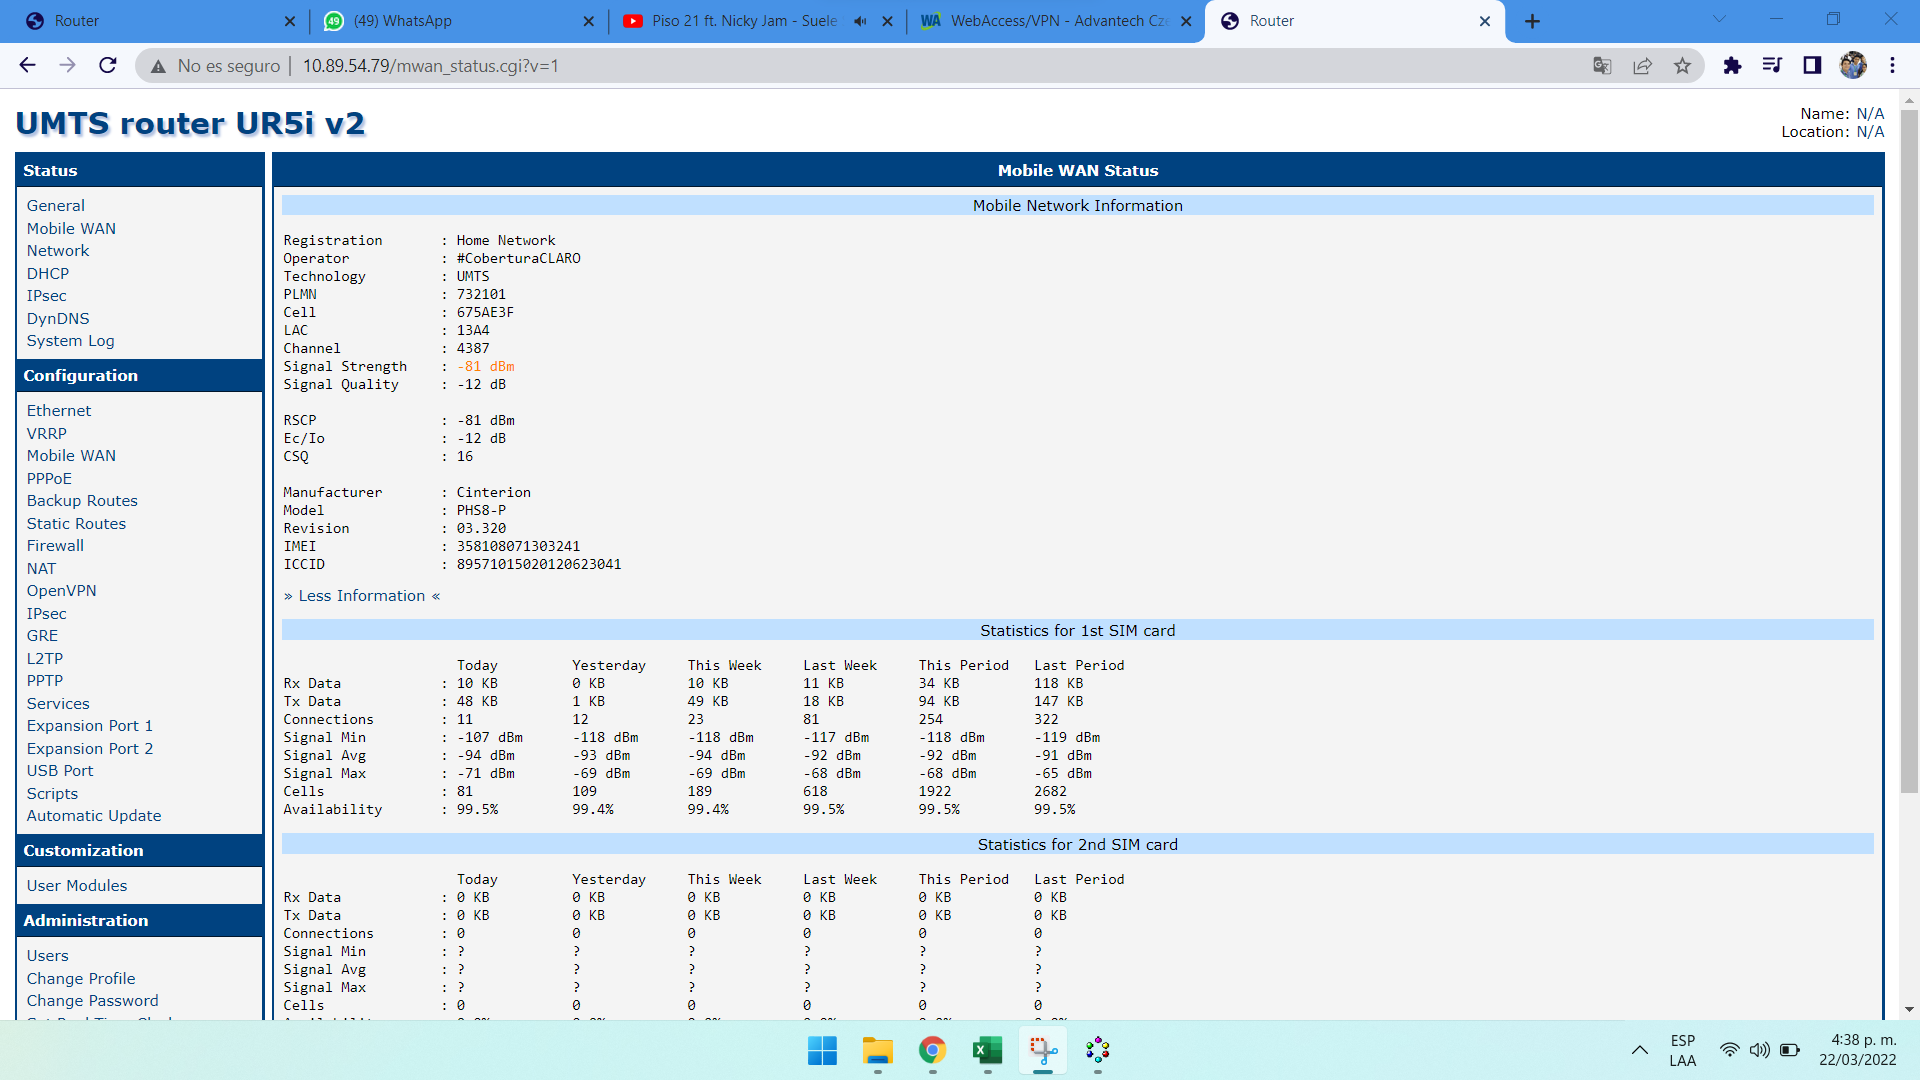 Router
(49) WhatsApp
Piso 21 ft. Nicky Jam - Suele
WebAccess/VPN - Advantech Cze
Router
No es seguro | 10.89.54.79/mwan_status.cgi?v=1
UMTS router UR5i v2
Name: N/A
Location: N/A
Status
General
Mobile WAN
Network
DHCP
IPsec
DynDNS
System Log
Configuration
Ethernet
VRRP
Mobile WAN
PPPoE
Backup Routes
Static Routes
Firewall
NAT
OpenVPN
IPsec
GRE
L2TP
PPTP
Services
Expansion Port 1
Expansion Port 2
USB Port
Scripts
Automatic Update
Customization
User Modules
Administration
Users
Change Profile
Change Password
Mobile WAN Status
Mobile Network Information
Registration : Home Network
Operator : #CoberturaCLARO
Technology : UMTS
PLMN : 732101
Cell : 675AE3F
LAC : 13A4
Channel : 4387
Signal Strength : -81 dBm
Signal Quality : -12 dB
RSCP : -81 dBm
Ec/Io : -12 dB
CSQ : 16
Manufacturer : Cinterion
Model : PHS8-P
Revision : 03.320
IMEI : 358108071303241
ICCID : 89571015020120623041
» Less Information «
Statistics for 1st SIM card
Today Yesterday This Week Last Week This Period Last Period
Rx Data : 10 KB 0 KB 10 KB 11 KB 34 KB 118 KB
Tx Data : 48 KB 1 KB 49 KB 18 KB 94 KB 147 KB
Connections : 11 12 23 81 254 322
Signal Min : -107 dBm -118 dBm -118 dBm -117 dBm -118 dBm -119 dBm
Signal Avg : -94 dBm -93 dBm -94 dBm -92 dBm -92 dBm -91 dBm
Signal Max : -71 dBm -69 dBm -69 dBm -68 dBm -68 dBm -65 dBm
Cells : 81 109 189 618 1922 2682
Availability : 99.5% 99.4% 99.4% 99.5% 99.5% 99.5%
Statistics for 2nd SIM card
Today Yesterday This Week Last Week This Period Last Period
Rx Data : 0 KB 0 KB 0 KB 0 KB 0 KB 0 KB
Tx Data : 0 KB 0 KB 0 KB 0 KB 0 KB 0 KB
Connections : 0 0 0 0 0 0
Signal Min : ? ? ? ? ? ?
Signal Avg : ? ? ? ? ? ?
Signal Max : ? ? ? ? ? ?
Cells : 0 0 0 0 0 0
ESP
LAA
4:38 p. m.
22/03/2022